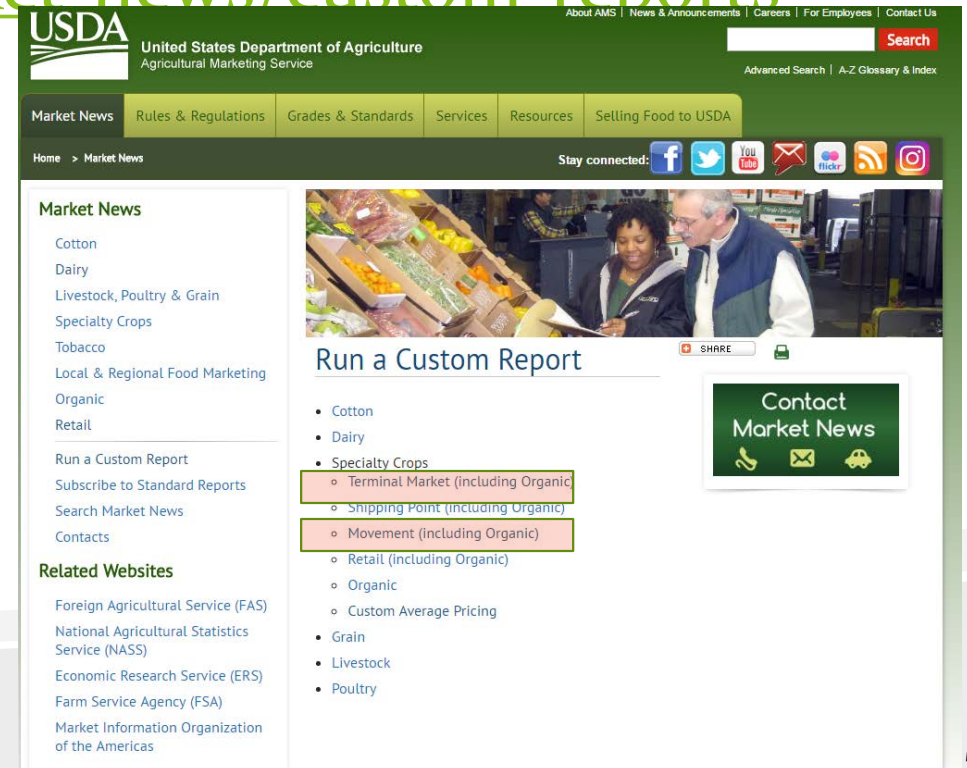 USDA
United States Department of Agriculture
Agricultural Marketing Service
About AMS | News & Announcements | Careers | For Employees | Contact Us
Search
Advanced Search | A-Z Glossary & Index
Market News
Rules & Regulations
Grades & Standards
Services
Resources
Selling Food to USDA
Home > Market News
Stay connected:
You
Tube
flickr
Market News
Cotton
Dairy
Livestock, Poultry & Grain
Specialty Crops
Tobacco
Local & Regional Food Marketing
Organic
Retail
Run a Custom Report
Subscribe to Standard Reports
Search Market News
Contacts
Related Websites
Foreign Agricultural Service (FAS)
National Agricultural Statistics
Service (NASS)
Economic Research Service (ERS)
Farm Service Agency (FSA)
Market Information Organization
of the Americas
Run a Custom Report
SHARE
• Cotton
• Dairy
• Specialty Crops
Terminal Market (including Organic)
Shipping Point (including Organic)
Movement (including Organic)
Retail (including Organic)
Organic
Custom Average Pricing
• Grain
• Livestock
• Poultry
Contact
Market News